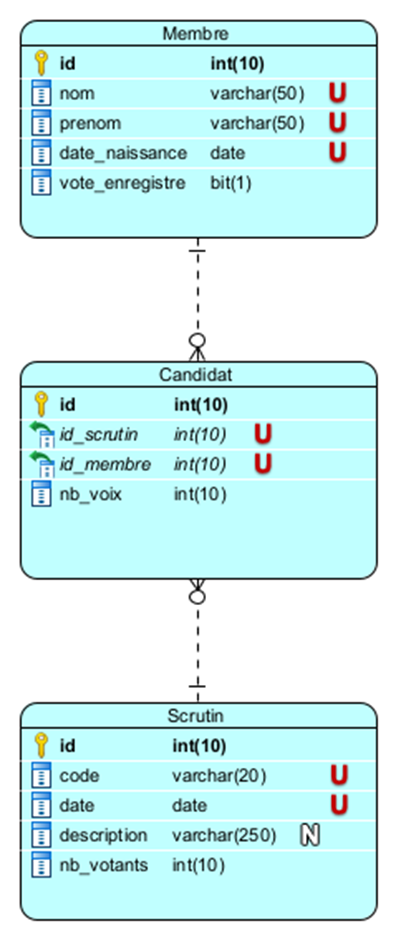 Membre
id int(10)
nom varchar(50) U
prenom varchar(50) U
date_naissance date U
vote_enregistre bit(1)
Candidat
id int(10)
id_scrutin int(10) U
id_membre int(10) U
nb_voix int(10)
Scrutin
id int(10)
code varchar(20) U
date date U
description varchar(250) N
nb_votants int(10)